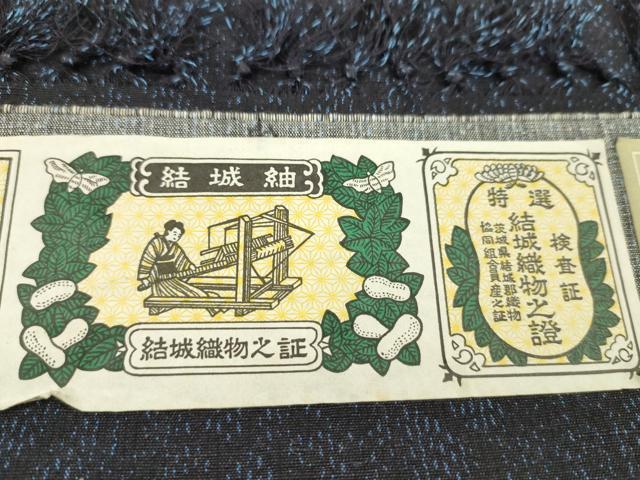 結城紬
結城織物之証
特選
検査証
結城織物之證
茨城県結城郡織物
協同組合員産之証